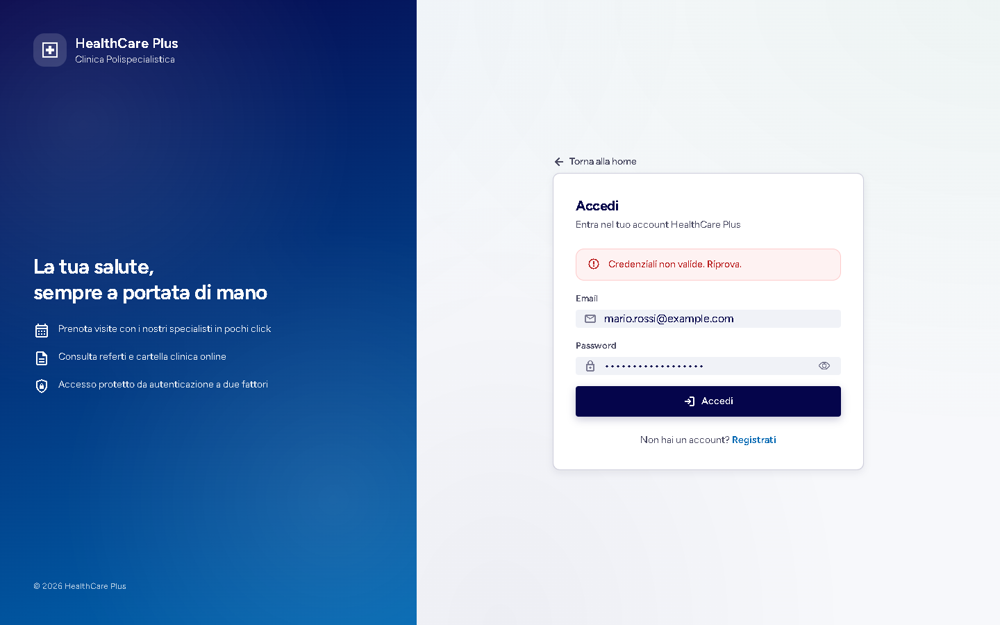 HealthCare Plus
Clinica Polispecialistica
La tua salute,
sempre a portata di mano
Prenota visite con i nostri specialisti in pochi click
Consulta referti e cartella clinica online
Accesso protetto da autenticazione a due fattori
© 2026 HealthCare Plus
Torna alla home
Accedi
Entra nel tuo account HealthCare Plus
Credenziali non valide. Riprova.
Email
mario.rossi@example.com
Password
••••••••••••••••••
Accedi
Non hai un account? Registrati